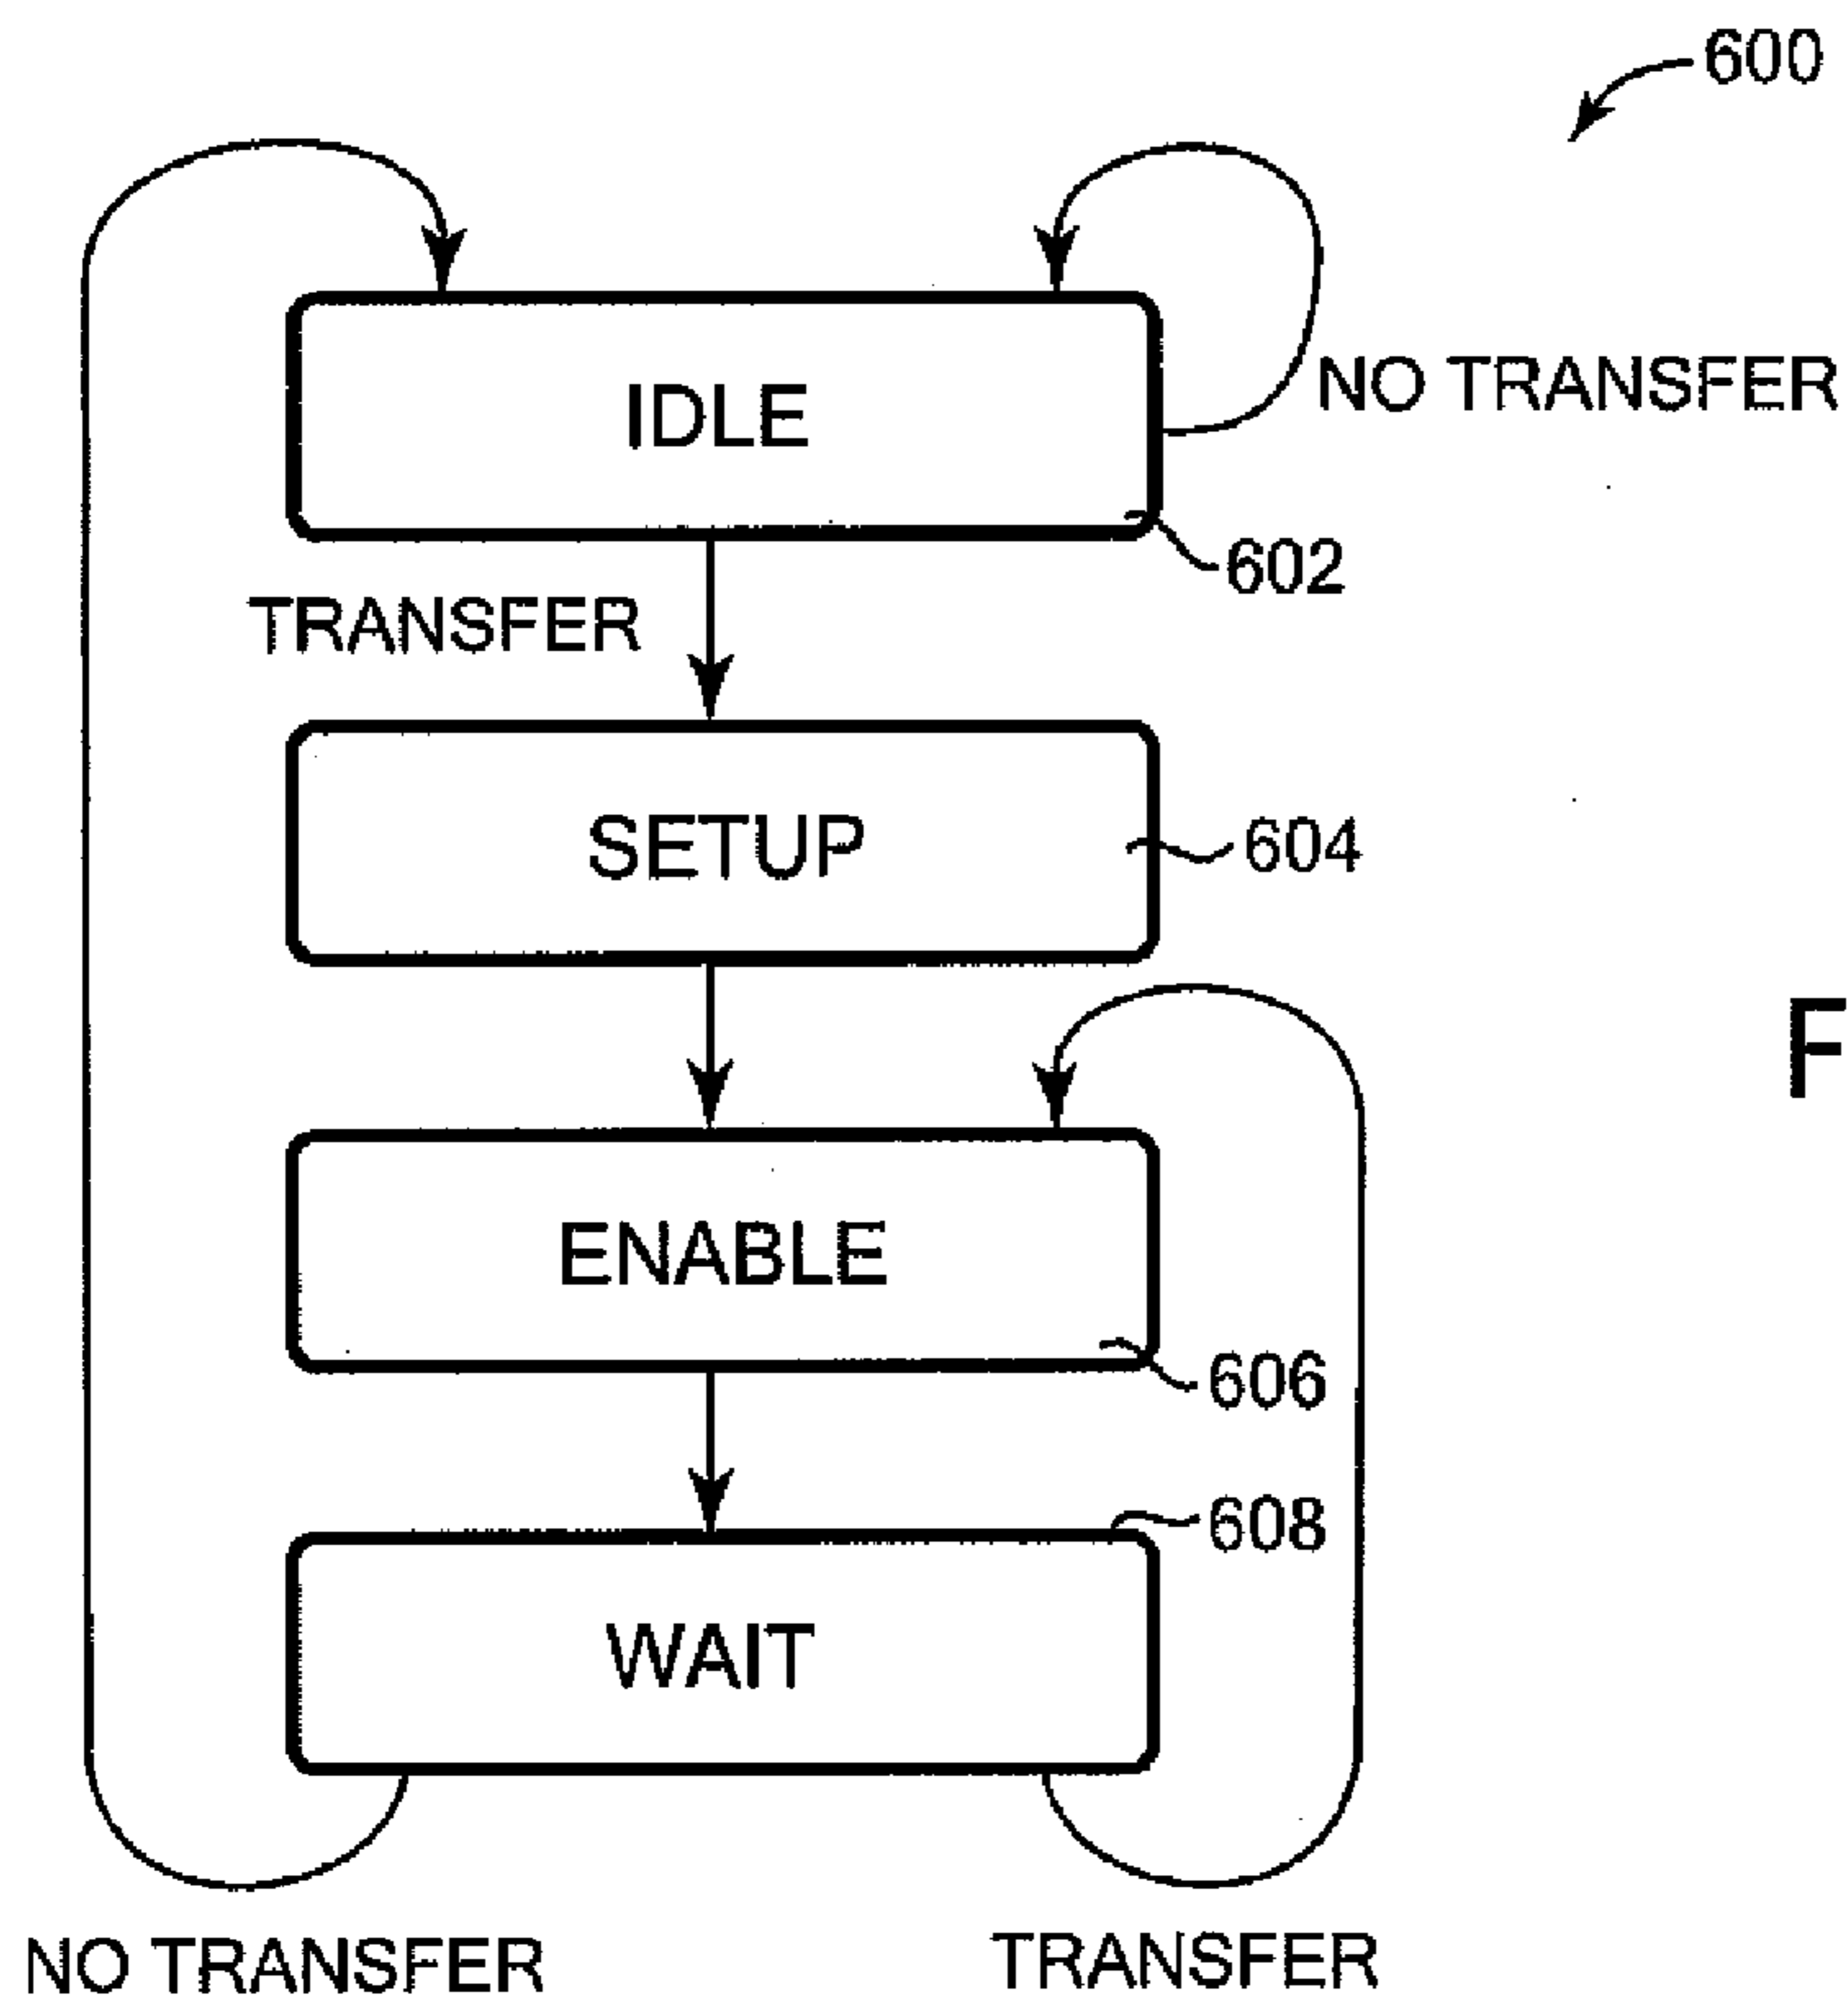 600
IDLE
NO TRANSFER
602
TRANSFER
SETUP
604
F
ENABLE
606
608
WAIT
NO TRANSFER
TRANSFER